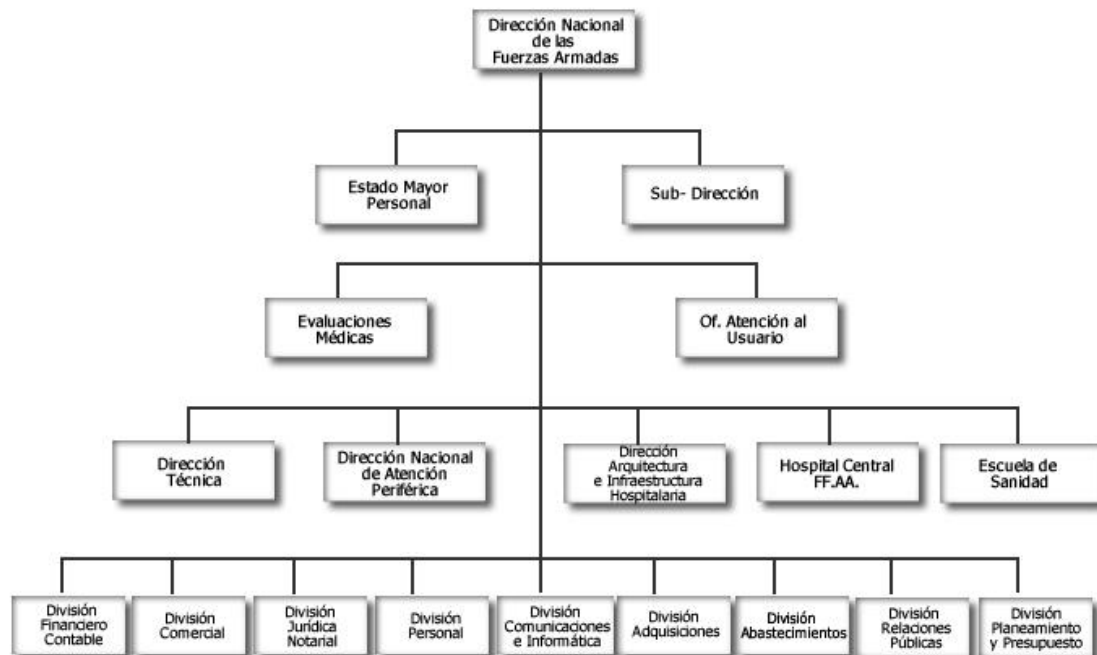 Dirección Nacional
de las
Fuerzas Armadas
Estado Mayor
Personal
Sub- Dirección
Evaluaciones
Médicas
Of. Atención al
Usuario
Dirección
Técnica
Dirección Nacional
de Atención
Periférica
Dirección
Arquitectura
e Infraestructura
Hospitalaria
Hospital Central
FF.AA.
Escuela de
Sanidad
División
Financiero
Contable
División
Comercial
División
Jurídica
Notarial
División
Personal
División
Comunicaciones
e Informática
División
Adquisiciones
División
Abastecimientos
División
Relaciones
Públicas
División
Planeamiento
y Presupuesto